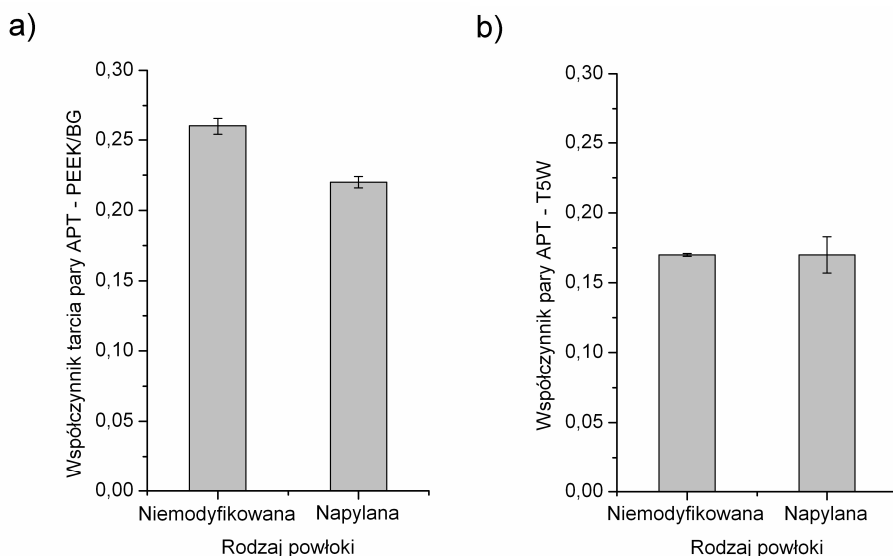 a)
Współczynnik tarcia pary APT - PEEK/BG
0,30
0,25
0,20
0,15
0,10
0,05
0,00
Niemodyfikowana
Napylana
Rodzaj powłoki
b)
Współczynnik pary APT - T5W
0,30
0,25
0,20
0,15
0,10
0,05
0,00
Niemodyfikowana
Napylana
Rodzaj powłoki